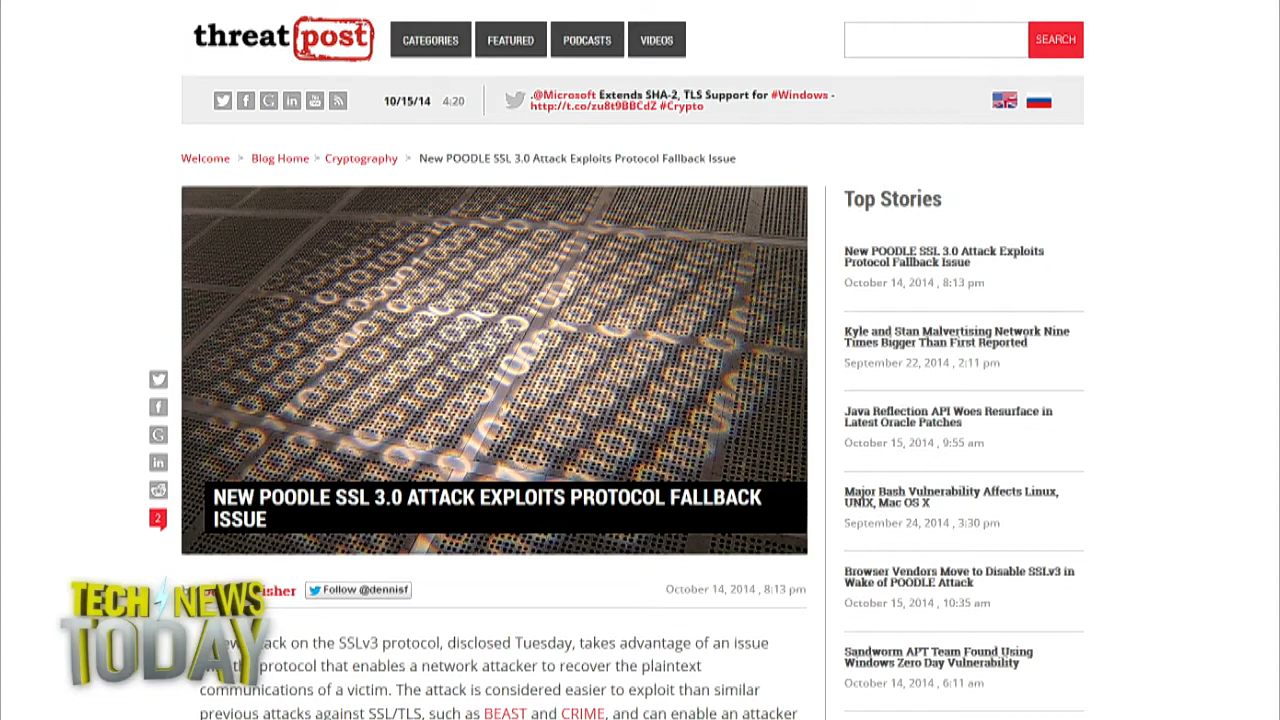 threat post
CATEGORIES
FEATURED
PODCASTS
VIDEOS
SEARCH
10/15/14 4:20
.@Microsoft Extends SHA-2, TLS Support for #Windows -
http://t.co/zu8t9BBCdZ #Crypto
Welcome > Blog Home > Cryptography > New POODLE SSL 3.0 Attack Exploits Protocol Fallback Issue
NEW POODLE SSL 3.0 ATTACK EXPLOITS PROTOCOL FALLBACK
ISSUE
2
Follow @dennisf
October 14, 2014 , 8:13 pm
on the SSLv3 protocol, disclosed Tuesday, takes advantage of an issue
protocol that enables a network attacker to recover the plaintext
communications of a victim. The attack is considered easier to exploit than similar
previous attacks against SSL/TLS, such as BEAST and CRIME, and can enable an attacker
Top Stories
New POODLE SSL 3.0 Attack Exploits
Protocol Fallback Issue
October 14, 2014 , 8:13 pm
Kyle and Stan Malvertising Network Nine
Times Bigger Than First Reported
September 22, 2014 , 2:11 pm
Java Reflection API Woes Resurface in
Latest Oracle Patches
October 15, 2014 , 9:55 am
Major Bash Vulnerability Affects Linux,
UNIX, Mac OS X
September 24, 2014 , 3:30 pm
Browser Vendors Move to Disable SSLv3 in
Wake of POODLE Attack
October 15, 2014 , 10:35 am
Sandworm APT Team Found Using
Windows Zero Day Vulnerability
October 14, 2014 , 6:11 am
TECH NEWS
TODAY